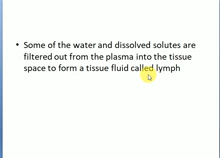 • Some of the water and dissolved solutes are
filtered out from the plasma into the tissue
space to form a tissue fluid called lymph